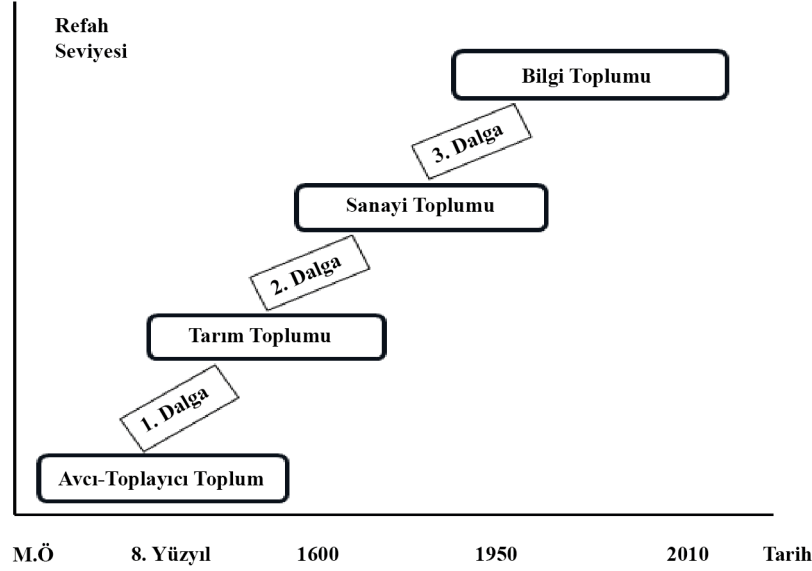 Refah
Seviyesi
Bilgi Toplumu
3. Dalga
Sanayi Toplumu
2. Dalga
Tarım Toplumu
1. Dalga
Avcı-Toplayıcı Toplum
M.Ö 8. Yüzyıl 1600 1950 2010 Tarih